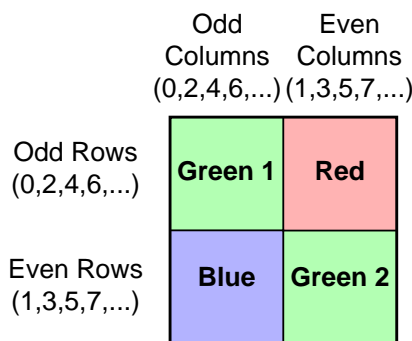 Odd Even
Columns Columns
(0,2,4,6,...) (1,3,5,7,...)
Odd Rows
(0,2,4,6,...)
Green 1 Red
Even Rows
(1,3,5,7,...)
Blue Green 2